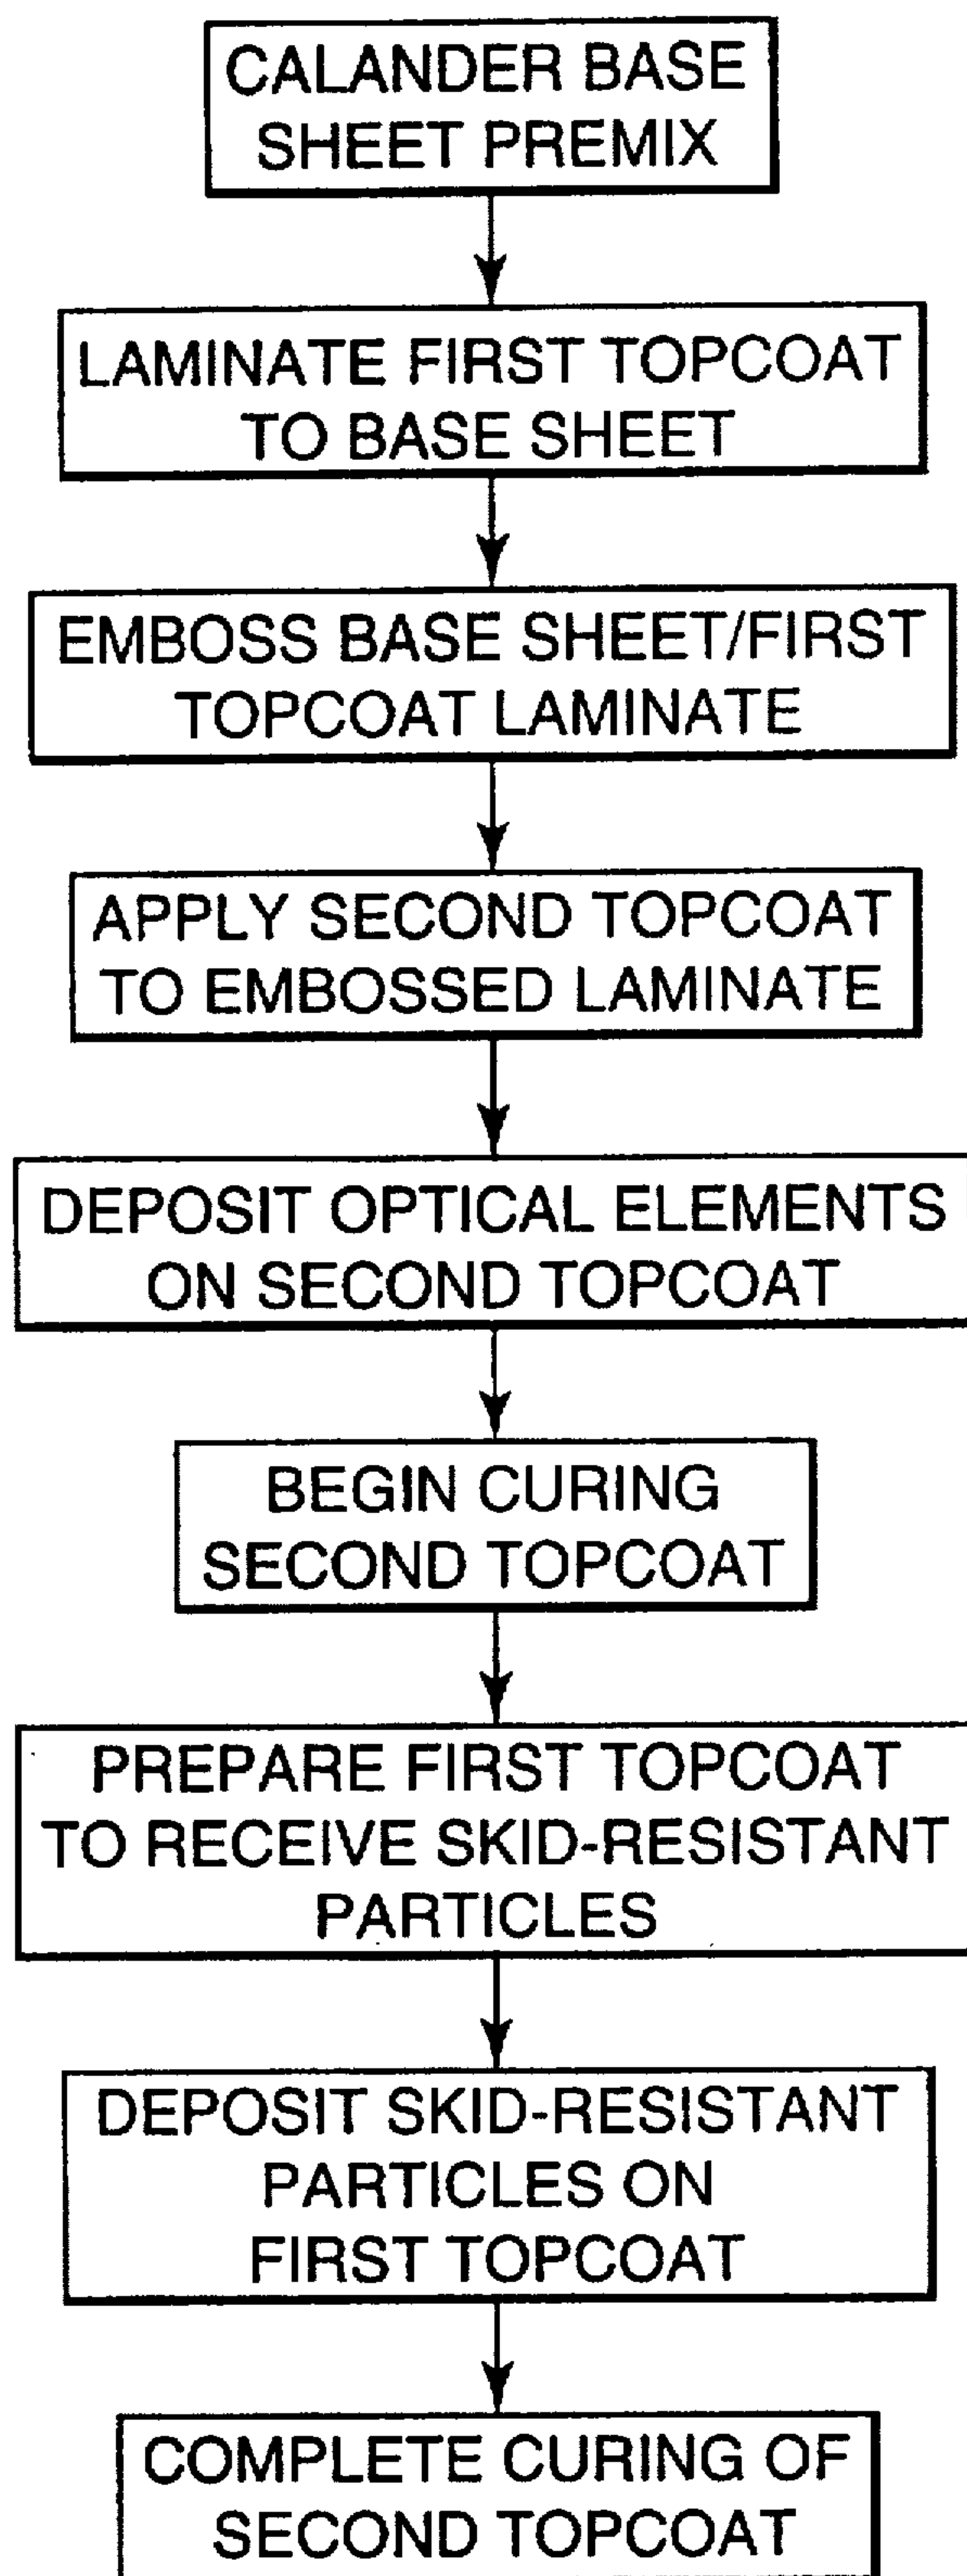 CALANDER BASE
SHEET PREMIX
LAMINATE FIRST TOPCOAT
TO BASE SHEET
EMBOSS BASE SHEET/FIRST
TOPCOAT LAMINATE
APPLY SECOND TOPCOAT
TO EMBOSSED LAMINATE
DEPOSIT OPTICAL ELEMENTS
ON SECOND TOPCOAT
BEGIN CURING
SECOND TOPCOAT
PREPARE FIRST TOPCOAT
TO RECEIVE SKID-RESISTANT
PARTICLES
DEPOSIT SKID-RESISTANT
PARTICLES ON
FIRST TOPCOAT
COMPLETE CURING OF
SECOND TOPCOAT